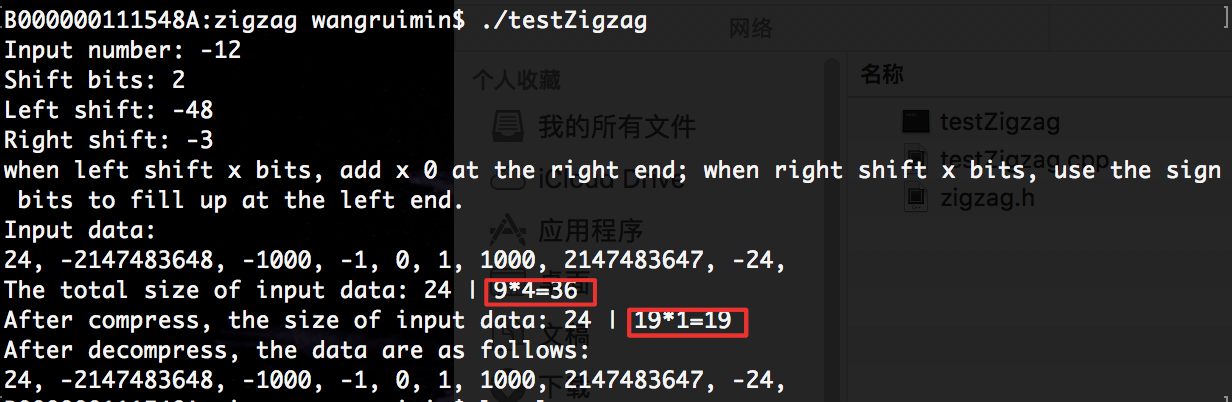 B000000111548A:zigzag wangruimin$ ./testZigzag
网络
Input number: -12
个人收藏
名称
Shift bits: 2
Left shift: -48
我的所有文件
testZigzag
Right shift: -3
testZigzag.cpp
when left shift x bits, add x 0 at the right end; when right shift x bits, use the sign
iCloud Drive
bits to fill up at the left end.
zigzag.h
Input data:
应用程序
24, -2147483648, -1000, -1, 0, 1, 1000, 2147483647, -24,
桌面
The total size of input data: 24 | 9*4=36
After compress, the size of input data: 24 | 19*1=19
文稿
After decompress, the data are as follows:
24, -2147483648, -1000, -1, 0, 1, 1000, 2147483647, -24,
下载